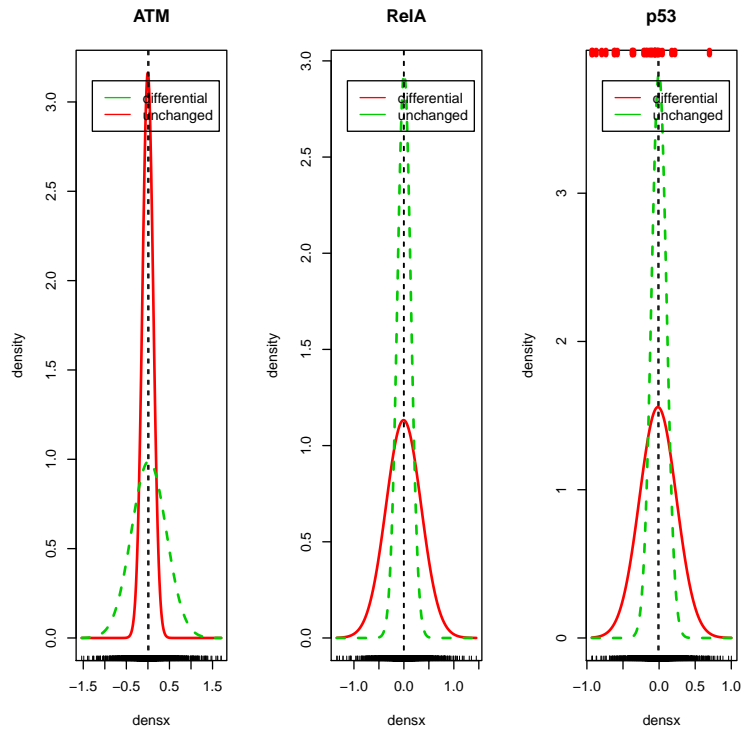 ATM
differential
unchanged
density
0.0
0.5
1.0
1.5
2.0
2.5
3.0
−1.5
−0.5
0.5
1.5
densx
RelA
differential
unchanged
density
0.0
0.5
1.0
1.5
2.0
2.5
3.0
−1.0
0.0
1.0
densx
p53
differential
unchanged
density
0
1
2
3
−1.0
0.0
0.5
1.0
densx